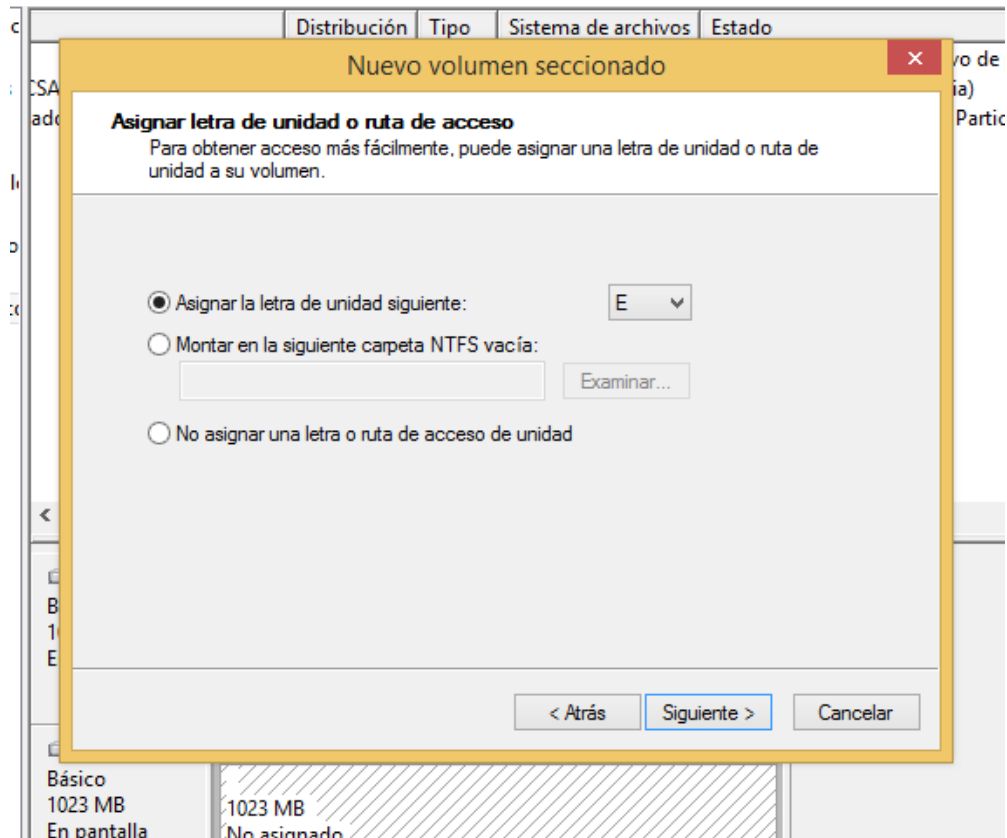 Distribución Tipo Sistema de archivos Estado
Nuevo volumen seccionado
Asignar letra de unidad o ruta de acceso
Para obtener acceso más fácilmente, puede asignar una letra de unidad o ruta de
unidad a su volumen.
Asignar la letra de unidad siguiente: E
Montar en la siguiente carpeta NTFS vacía:
Examinar...
No asignar una letra o ruta de acceso de unidad
< Atrás Siguiente > Cancelar
Básico
1023 MB
En pantalla
1023 MB
No asignado